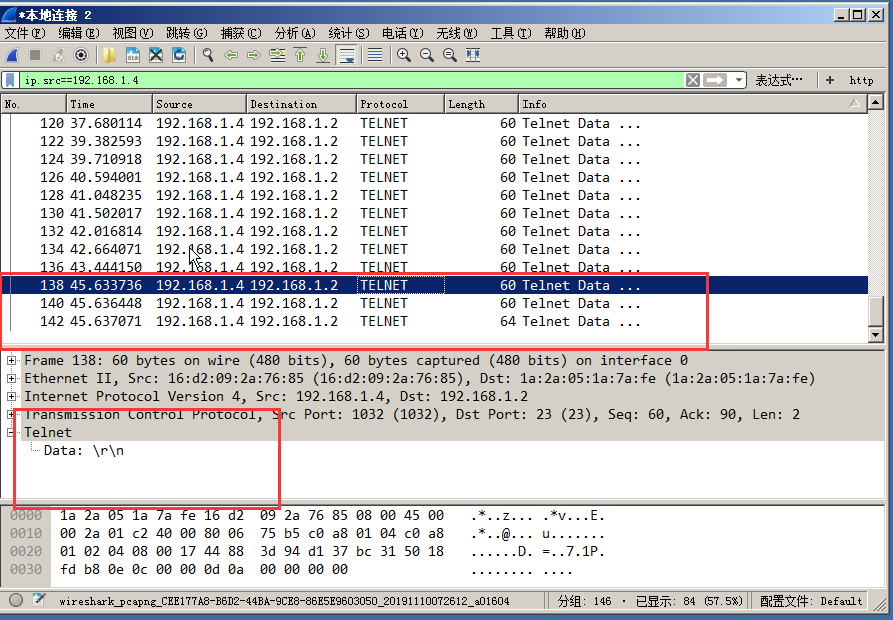 *本地连接 2
文件(F) 编辑(E) 视图(V) 跳转(G) 捕获(C) 分析(A) 统计(S) 电话(Y) 无线(W) 工具(T) 帮助(H)
ip.src==192.168.1.4 表达式… + http
No. Time Source Destination Protocol Length Info
120 37.680114 192.168.1.4 192.168.1.2 TELNET 60 Telnet Data ...
122 39.382593 192.168.1.4 192.168.1.2 TELNET 60 Telnet Data ...
124 39.710918 192.168.1.4 192.168.1.2 TELNET 60 Telnet Data ...
126 40.594001 192.168.1.4 192.168.1.2 TELNET 60 Telnet Data ...
128 41.048235 192.168.1.4 192.168.1.2 TELNET 60 Telnet Data ...
130 41.502017 192.168.1.4 192.168.1.2 TELNET 60 Telnet Data ...
132 42.016814 192.168.1.4 192.168.1.2 TELNET 60 Telnet Data ...
134 42.664071 192.168.1.4 192.168.1.2 TELNET 60 Telnet Data ...
136 43.444150 192.168.1.4 192.168.1.2 TELNET 60 Telnet Data ...
138 45.633736 192.168.1.4 192.168.1.2 TELNET 60 Telnet Data ...
140 45.636448 192.168.1.4 192.168.1.2 TELNET 60 Telnet Data ...
142 45.637071 192.168.1.4 192.168.1.2 TELNET 64 Telnet Data ...
Frame 138: 60 bytes on wire (480 bits), 60 bytes captured (480 bits) on interface 0
Ethernet II, Src: 16:d2:09:2a:76:85 (16:d2:09:2a:76:85), Dst: 1a:2a:05:1a:7a:fe (1a:2a:05:1a:7a:fe)
Internet Protocol Version 4, Src: 192.168.1.4, Dst: 192.168.1.2
Transmission Control Protocol, Src Port: 1032 (1032), Dst Port: 23 (23), Seq: 60, Ack: 90, Len: 2
Telnet
Data: \r\n
0000 1a 2a 05 1a 7a fe 16 d2 09 2a 76 85 08 00 45 00 .*..z... .*v...E.
0010 00 2a 01 c2 40 00 80 06 75 b5 c0 a8 01 04 c0 a8 .*..@... u.......
0020 01 02 04 08 00 17 44 88 3d 94 d1 37 bc 31 50 18 ......D. =..7.1P.
0030 fd b8 0e 0c 00 00 0d 0a 00 00 00 00 ........ ....
wireshark_pcapng_CEE177A8-B6D2-44BA-9CE8-86E5E9603050_20191110072612_a01604 分组: 146 · 已显示: 84 (57.5%) 配置文件: Default